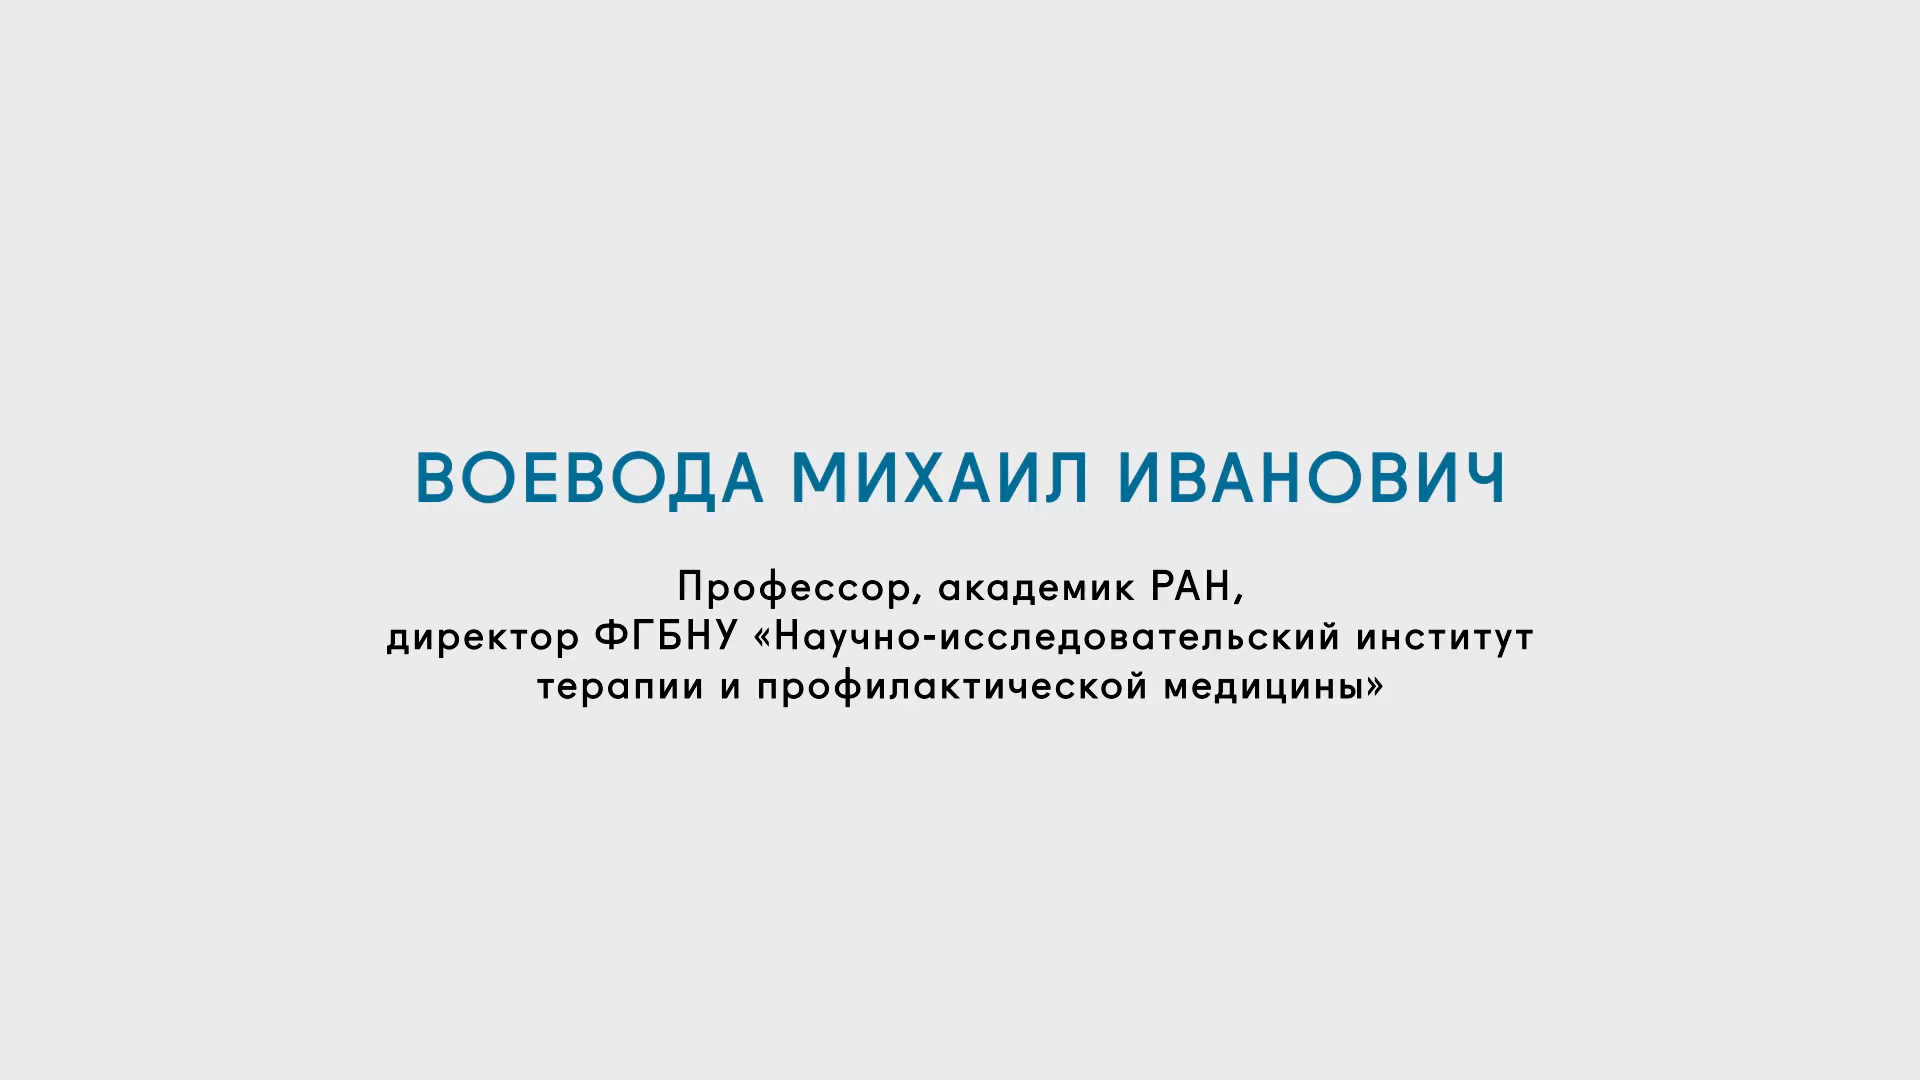 ВОЕВОДА МИХАИЛ ИВАНОВИЧ
Профессор, академик РАН,
директор ФГБНУ «Научно-исследовательский институт
терапии и профилактической медицины»